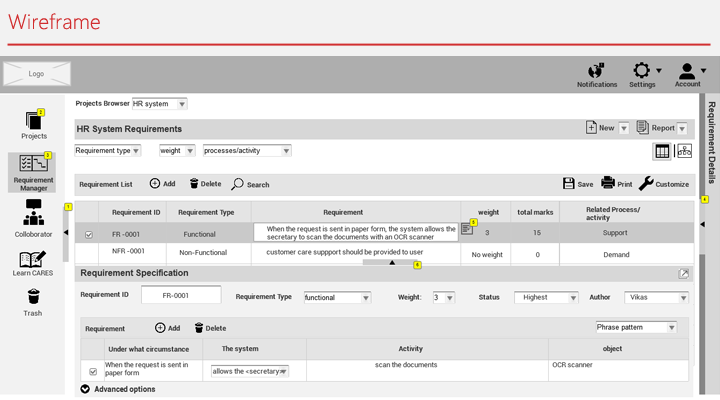 Wireframe
Logo
Notifications
Settings
Account
Projects Browser HR system
Projects
Requirement Manager
Colloborator
Learn CARES
Trash
HR System Requirements
New
Report
Requirement type
weight
processes/activity
Requirement List
Add
Delete
Search
Save
Print
Customize
Requirement ID Requirement Type Requirement weight total marks Related Process/
activity
FR -0001 Functional When the request is sent in paper form, the system allows the
secretary to scan the documents with an OCR scanner 3 15 Support
NFR -0001 Non-Functional customer care suppport should be provided to user No weight 0 Demand
Requirement Specification
Requirement ID FR-0001 Requirement Type functional Weight: 3 Status Highest Author Vikas
Requirement Add Delete Phrase pattern
Under what circumstance The system Activity object
When the request is sent in
paper form allows the <secretary> scan the documents OCR scanner
Advanced options
Requirement Details